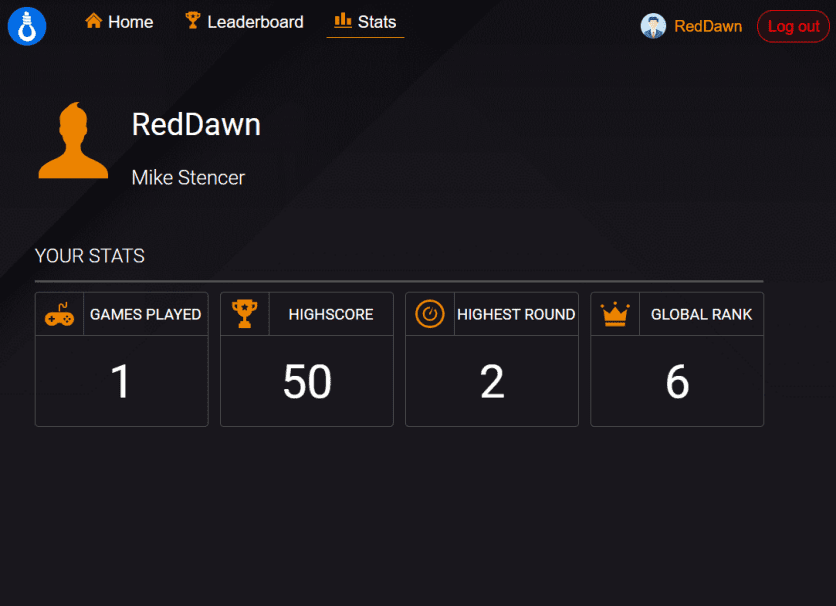 Home Leaderboard Stats RedDawn Log out
RedDawn
Mike Stencer
YOUR STATS
GAMES PLAYED HIGHSCORE HIGHEST ROUND GLOBAL RANK
1 50 2 6